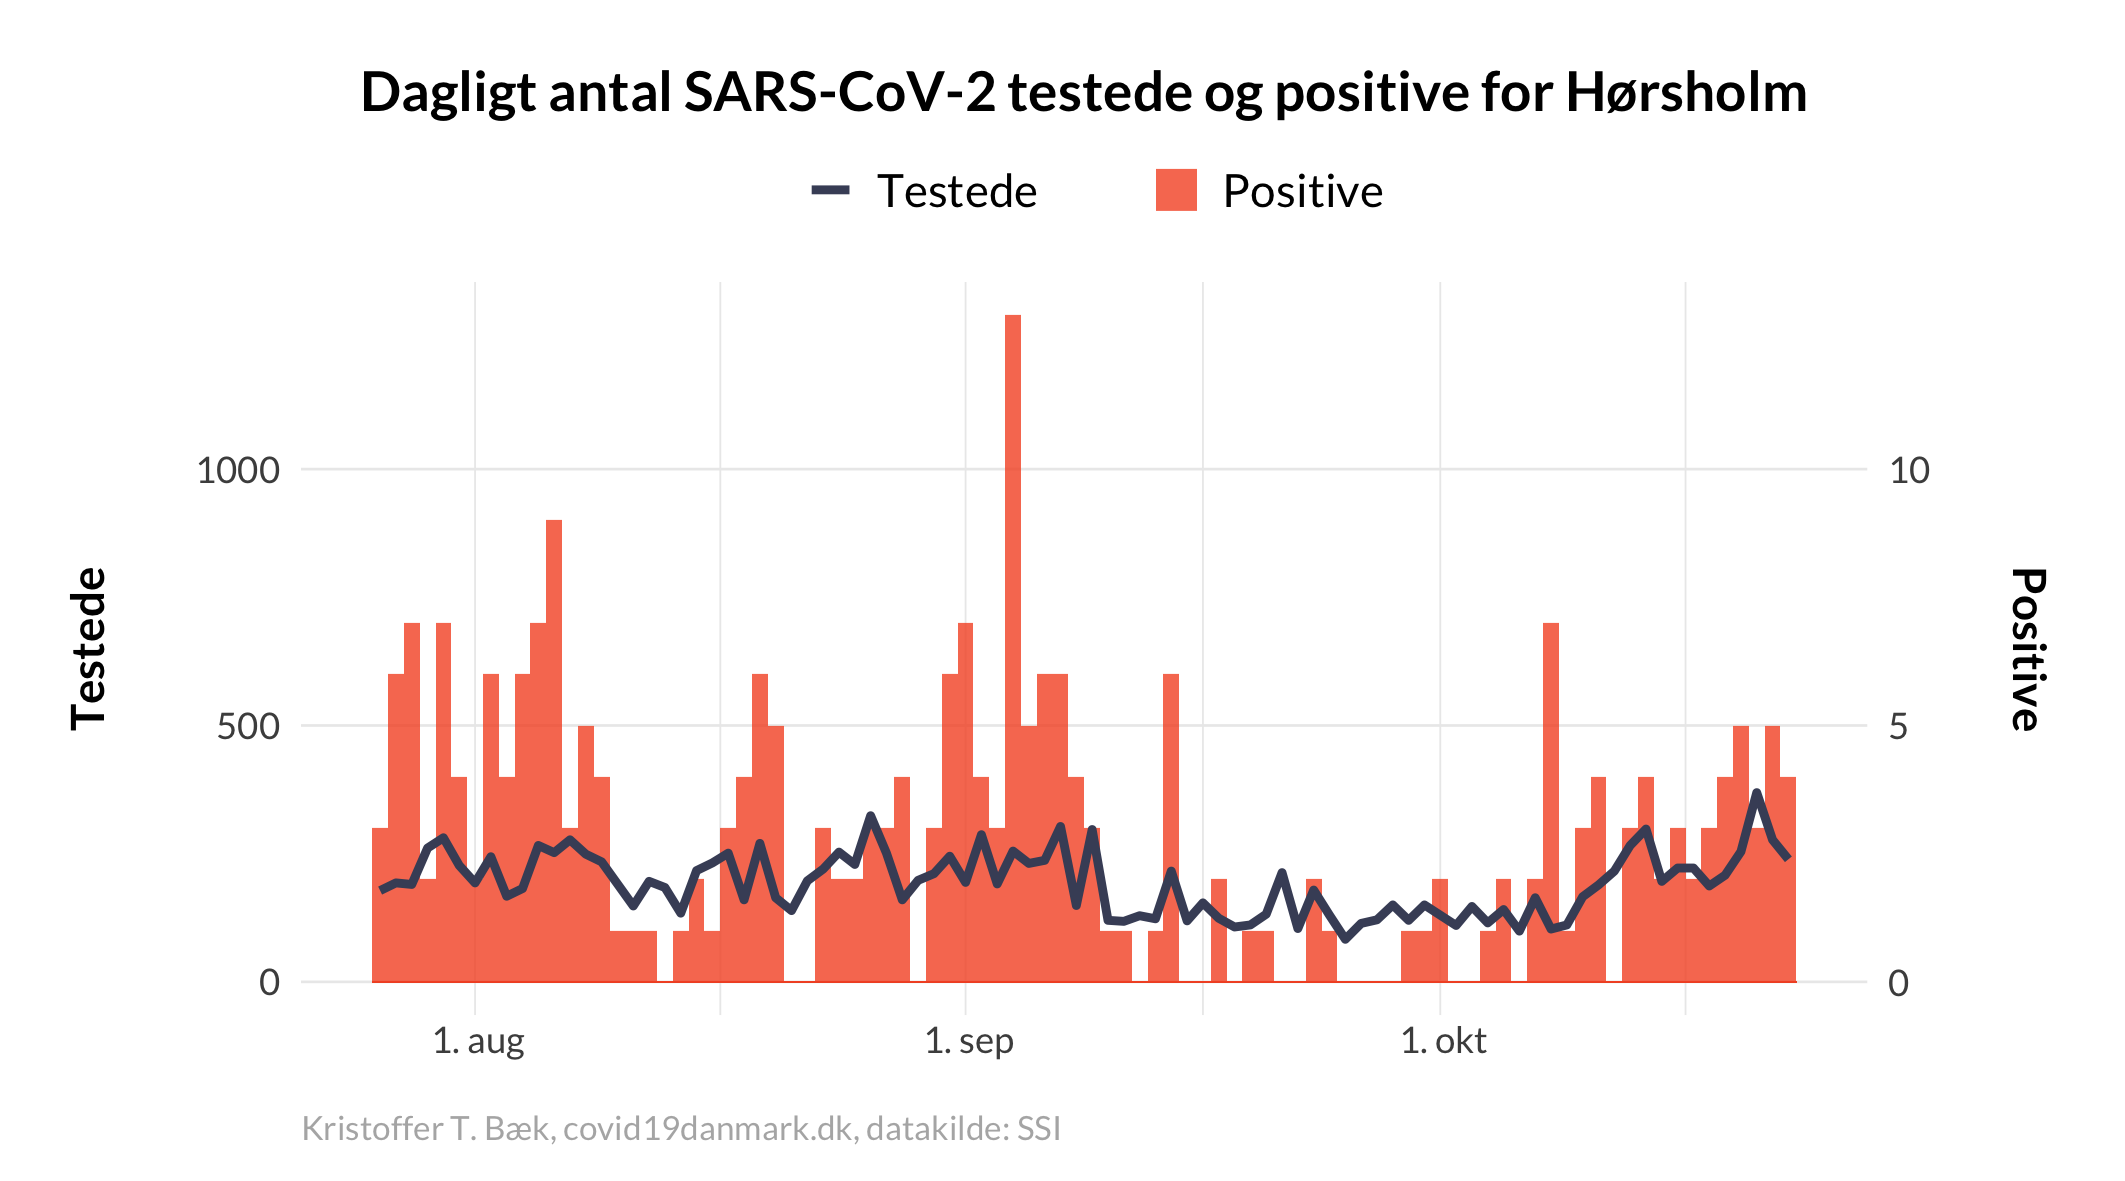 Dagligt antal SARS-CoV-2 testede og positive for Hørsholm
Testede
Positive
1000
500
0
10
5
0
Testede
Positive
1. aug
1. sep
1. okt
Kristoffer T. Bæk, covid19danmark.dk, datakilde: SSI